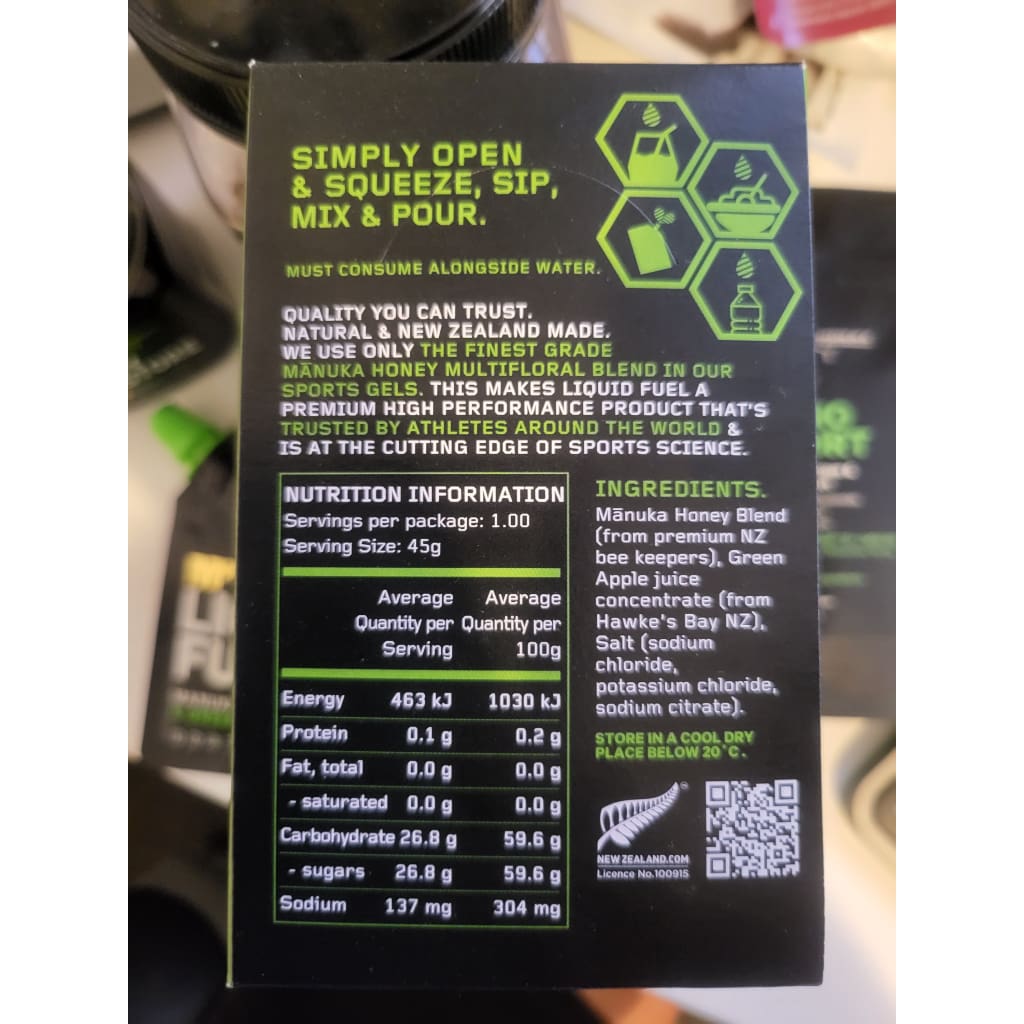 SIMPLY OPEN
& SQUEEZE, SIP,
MIX & POUR.
MUST CONSUME ALONGSIDE WATER.
QUALITY YOU CAN TRUST.
NATURAL & NEW ZEALAND MADE.
WE USE ONLY THE FINEST GRADE
MĀNUKA HONEY MULTIFLORAL BLEND IN OUR
SPORTS GELS. THIS MAKES LIQUID FUEL A
PREMIUM HIGH PERFORMANCE PRODUCT THAT'S
TRUSTED BY ATHLETES AROUND THE WORLD &
IS AT THE CUTTING EDGE OF SPORTS SCIENCE.
NUTRITION INFORMATION
Servings per package: 1.00
Serving Size: 45g
Average Average
Quantity per Quantity per
Serving 100g
Energy 463 kJ 1030 kJ
Protein 0.1 g 0.2 g
Fat, total 0.0 g 0.0 g
- saturated 0.0 g 0.0 g
Carbohydrate 26.8 g 59.6 g
- sugars 26.8 g 59.6 g
Sodium 137 mg 304 mg
INGREDIENTS.
Mānuka Honey Blend
(from premium NZ
bee keepers), Green
Apple juice
concentrate (from
Hawke's Bay NZ),
Salt (sodium
chloride,
potassium chloride,
sodium citrate).
STORE IN A COOL DRY
PLACE BELOW 20°C.
TM
NEWZEALAND.COM
Licence No.100915